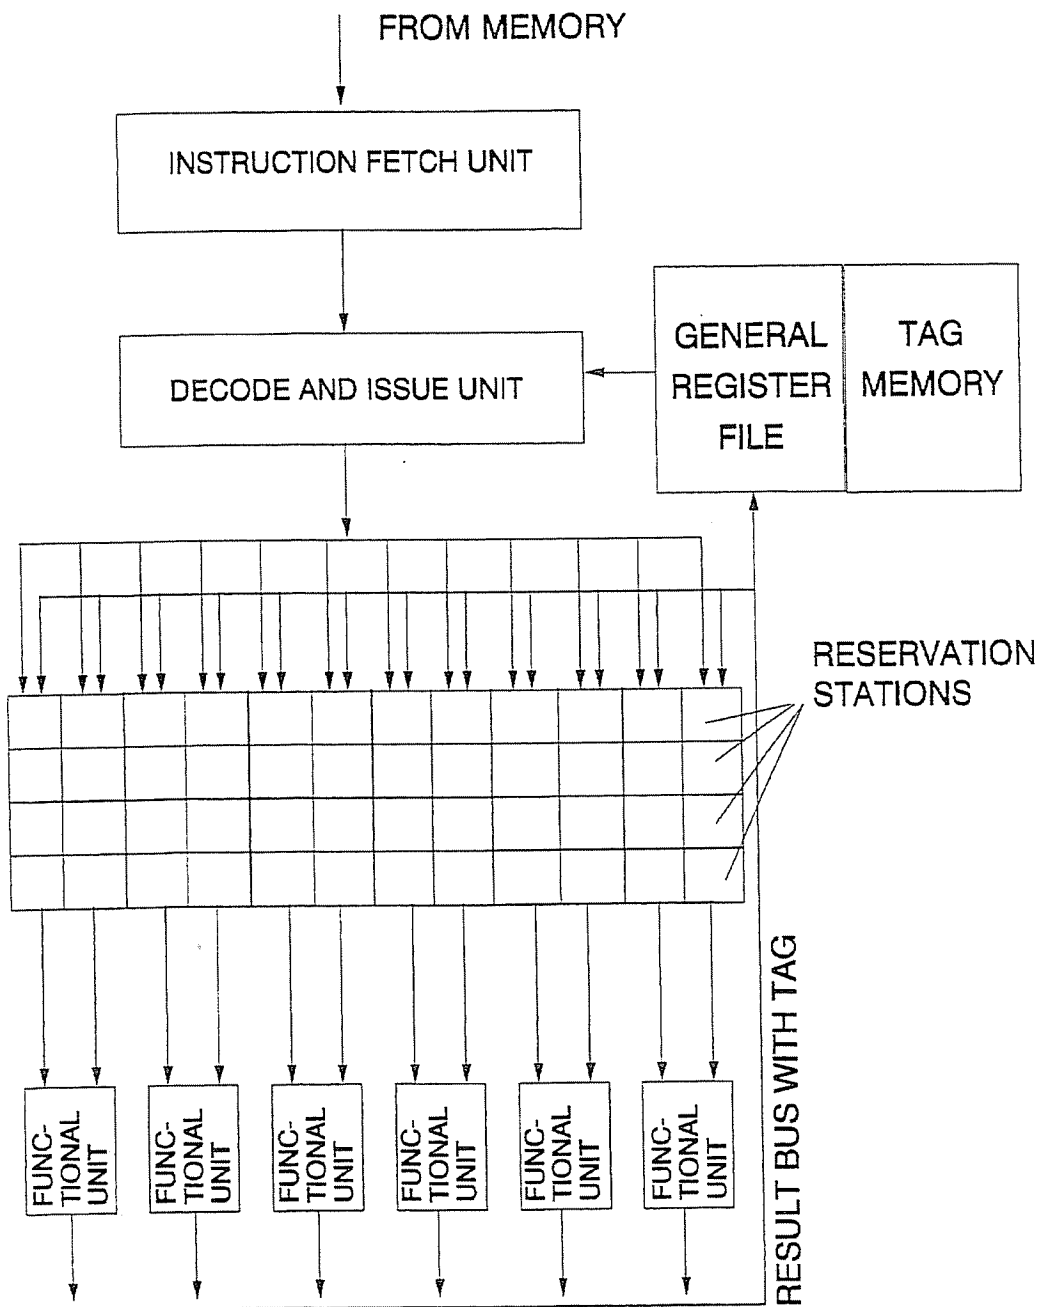 FROM MEMORY
INSTRUCTION FETCH UNIT
GENERAL
REGISTER
FILE
TAG
MEMORY
DECODE AND ISSUE UNIT
RESERVATION
STATIONS
RESULT BUS WITH TAG
FUNC-
TIONAL
UNIT
FUNC-
TIONAL
UNIT
FUNC-
TIONAL
UNIT
FUNC-
TIONAL
UNIT
FUNC-
TIONAL
UNIT
FUNC-
TIONAL
UNIT